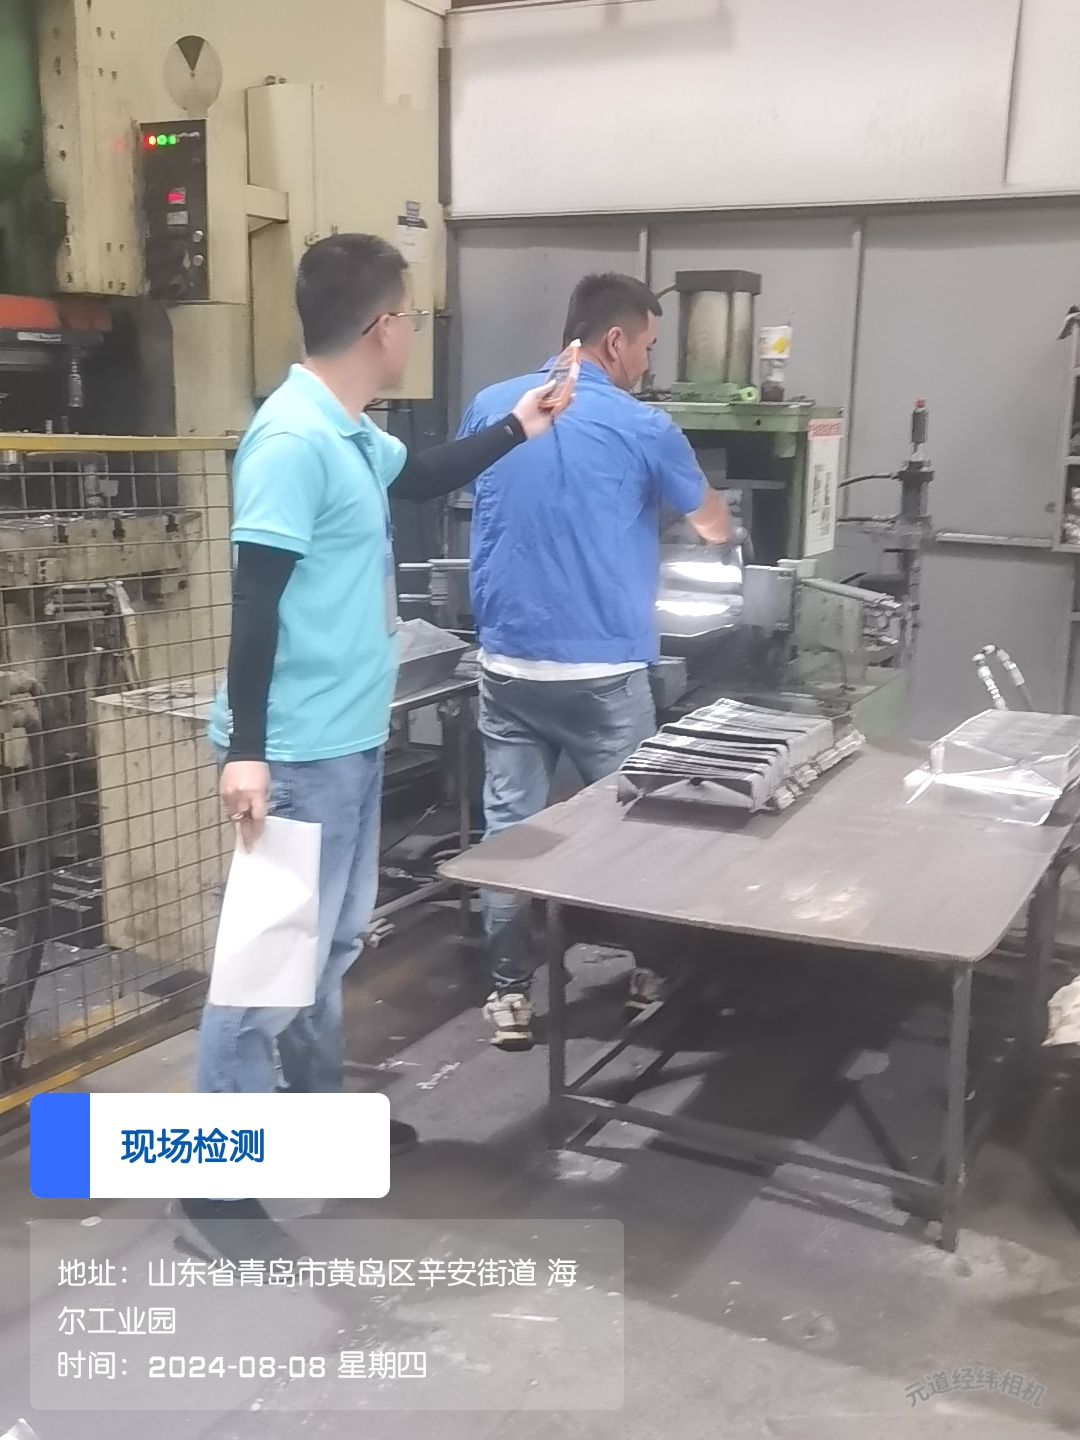 现场检测
地址：山东省青岛市黄岛区辛安街道 海
尔工业园
时间：2024-08-08 星期四
元道经纬相机